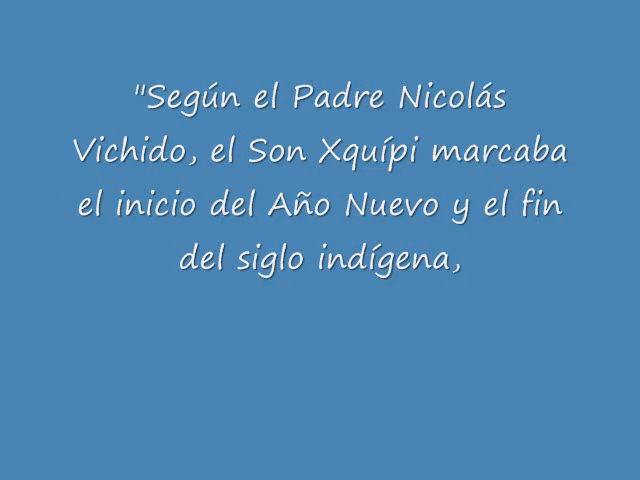 "Según el Padre Nicolás
Vichido, el Son Xquípi marcaba
el inicio del Año Nuevo y el fin
del siglo indígena,